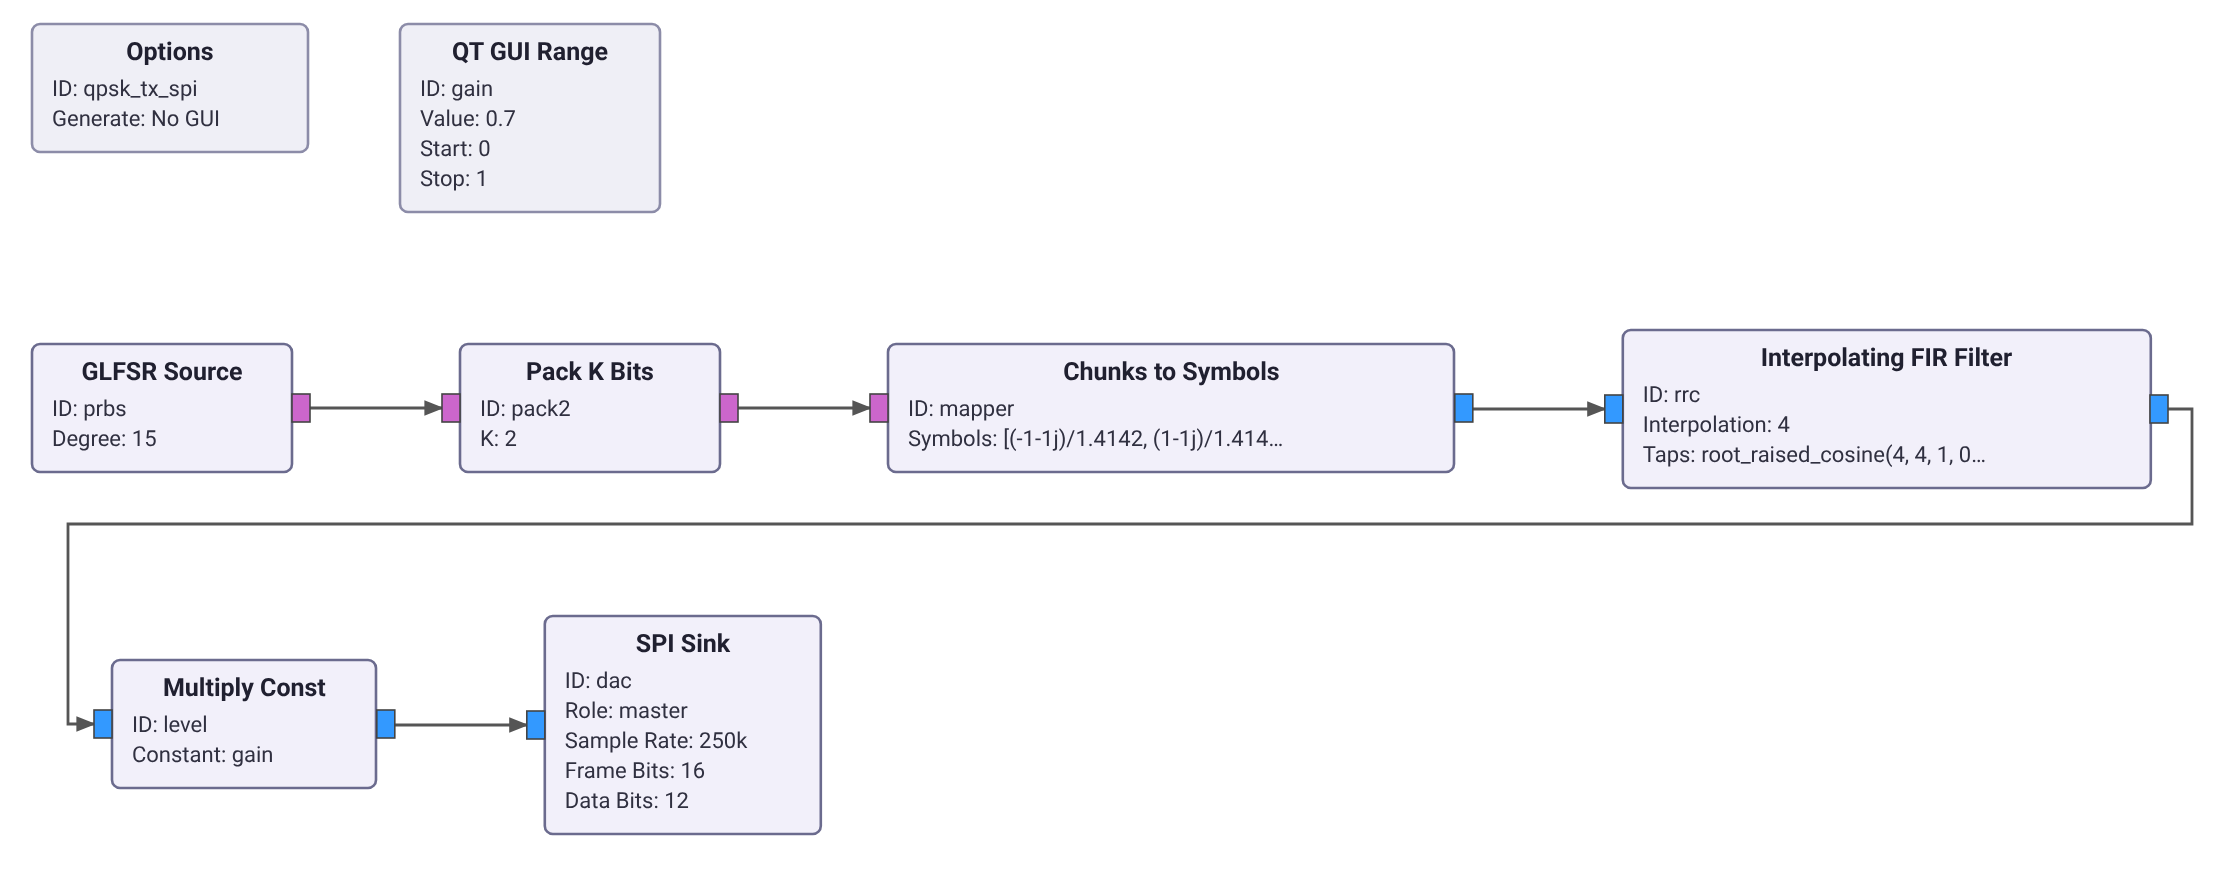 Options
ID: qpsk_tx_spi
Generate: No GUI
QT GUI Range
ID: gain
Value: 0.7
Start: 0
Stop: 1
GLFSR Source
ID: prbs
Degree: 15
Pack K Bits
ID: pack2
K: 2
Chunks to Symbols
ID: mapper
Symbols: [(-1-1j)/1.4142, (1-1j)/1.414...
Interpolating FIR Filter
ID: rrc
Interpolation: 4
Taps: root_raised_cosine(4, 4, 1, 0...
Multiply Const
ID: level
Constant: gain
SPI Sink
ID: dac
Role: master
Sample Rate: 250k
Frame Bits: 16
Data Bits: 12